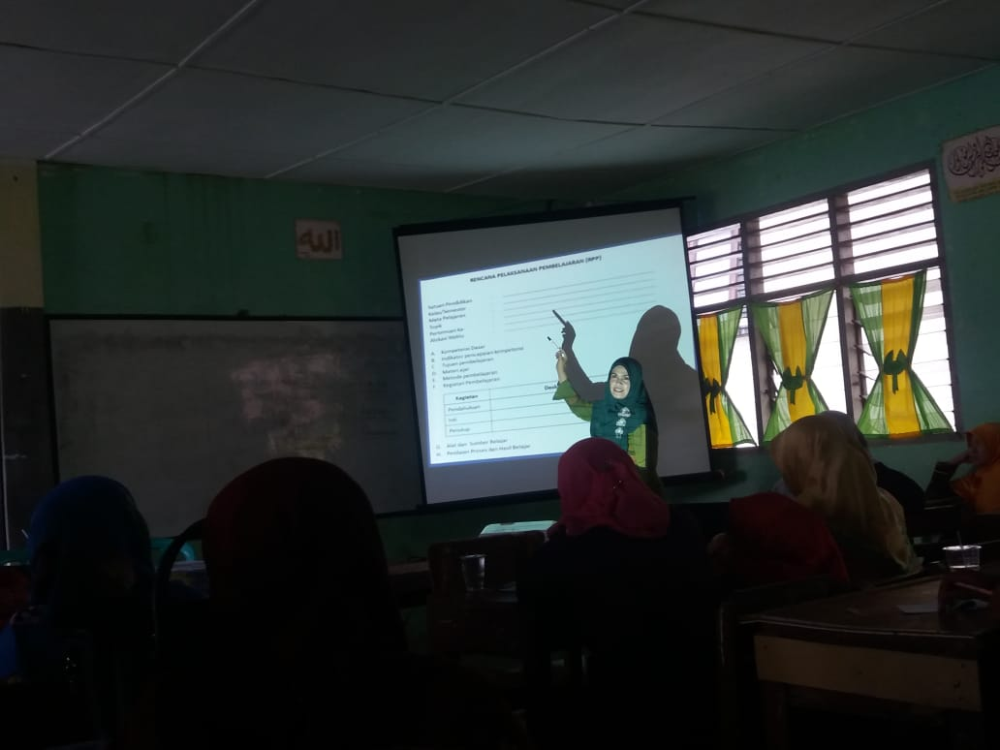 الله
RENCANA PELAKSANAAN PEMBELAJARAN (RPP)
Satuan Pendidikan
Kelas/Semester
Mata Pelajaran
Topik
Pertemuan Ke
Alokasi Waktu
A. Kompetensi Dasar
B. Indikator pencapaian kompetensi
C. Tujuan pembelajaran
D. Materi ajar
E. Metode pembelajaran
F. Kegiatan Pembelajaran
Kegiatan Desk
Pendahuluan
Inti
Penutup
G. Alat dan Sumber Belajar
H. Penilaian Proses dan Hasil Belajar